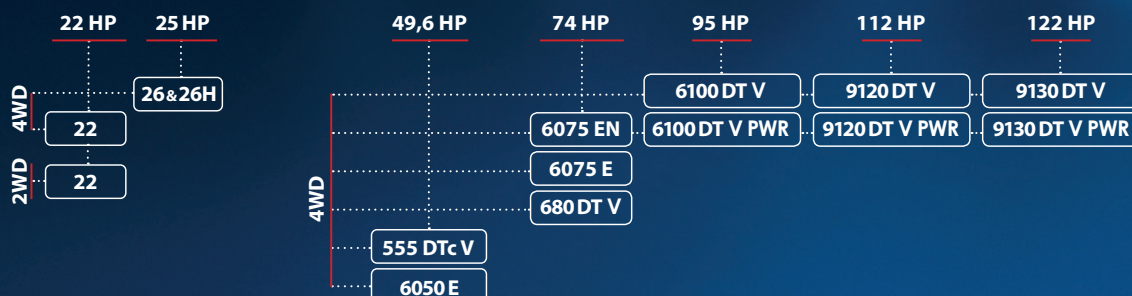 22 HP 25 HP 49,6 HP 74 HP 95 HP 112 HP 122 HP
4WD 26&26H 6100 DT V 9120 DT V 9130 DT V
22 6075 EN 6100 DT V PWR 9120 DT V PWR 9130 DT V PWR
2WD 22 4WD 6075 E
680 DT V
555 DTc V
6050 E